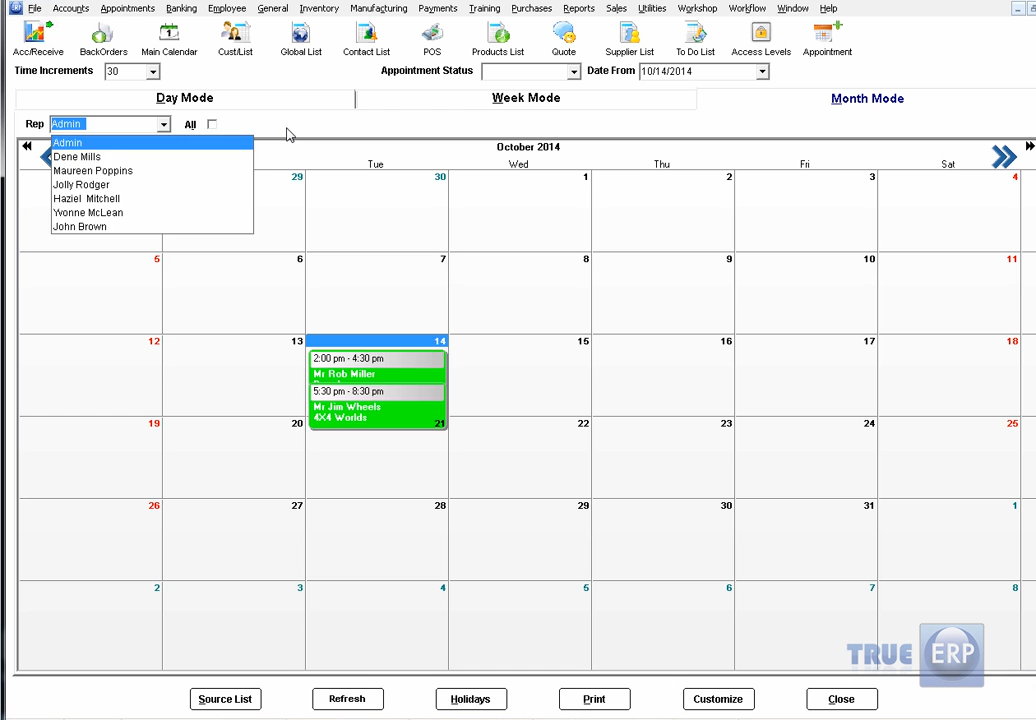 File Accounts Appointments Banking Employee General Inventory Manufacturing Payments Training Purchases Reports Sales Utilities Workshop Workflow Window Help
Acc/Receive BackOrders Main Calendar Cust/List Global List Contact List POS Products List Quote Supplier List To Do List Access Levels Appointment
Time Increments 30 Appointment Status Date From 10/14/2014
Day Mode Week Mode Month Mode
Rep Admin All
Admin
Dene Mills
Maureen Poppins
Jolly Rodger
Haziel Mitchell
Yvonne McLean
John Brown
October 2014
Tue Wed Thu Fri Sat
29 30 1 2 3 4
5 6 7 8 9 10 11
12 13 14 15 16 17 18
2:00 pm - 4:30 pm
Mr Rob Miller
5:30 pm - 8:30 pm
Mr Jim Wheels
4X4 Worlds
19 20 21 22 23 24 25
26 27 28 29 30 31 1
2 3 4 5 6 7 8
TRUE ERP
Source List Refresh Holidays Print Customize Close